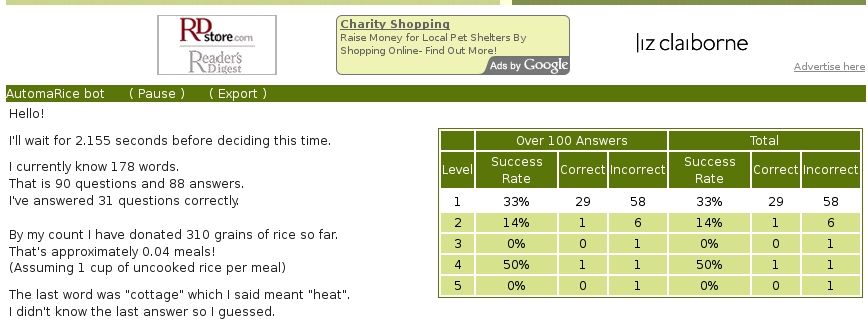 RD
store.com
Reader's
Digest
Charity Shopping
Raise Money for Local Pet Shelters By
Shopping Online- Find Out More!
Ads by Google
liz claiborne
Advertise here
AutomaRice bot ( Pause ) ( Export )
Hello!
I'll wait for 2.155 seconds before deciding this time.
I currently know 178 words.
That is 90 questions and 88 answers.
I've answered 31 questions correctly.
By my count I have donated 310 grains of rice so far.
That's approximately 0.04 meals!
(Assuming 1 cup of uncooked rice per meal)
The last word was "cottage" which I said meant "heat".
I didn't know the last answer so I guessed.
Over 100 Answers Total
Level Success Rate Correct Incorrect Success Rate Correct Incorrect
1 33% 29 58 33% 29 58
2 14% 1 6 14% 1 6
3 0% 0 1 0% 0 1
4 50% 1 1 50% 1 1
5 0% 0 1 0% 0 1